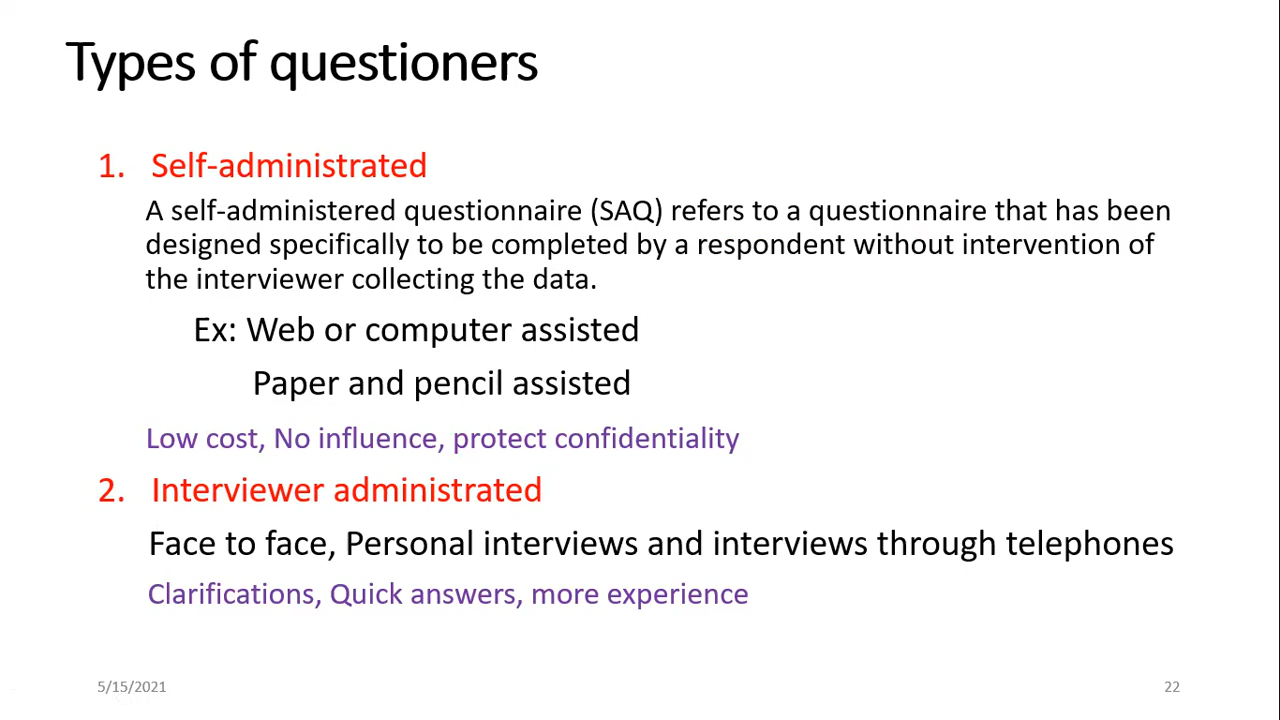 Types of questioners
1. Self-administrated
A self-administered questionnaire (SAQ) refers to a questionnaire that has been
designed specifically to be completed by a respondent without intervention of
the interviewer collecting the data.
Ex: Web or computer assisted
Paper and pencil assisted
Low cost, No influence, protect confidentiality
2. Interviewer administrated
Face to face, Personal interviews and interviews through telephones
Clarifications, Quick answers, more experience
5/15/2021
22